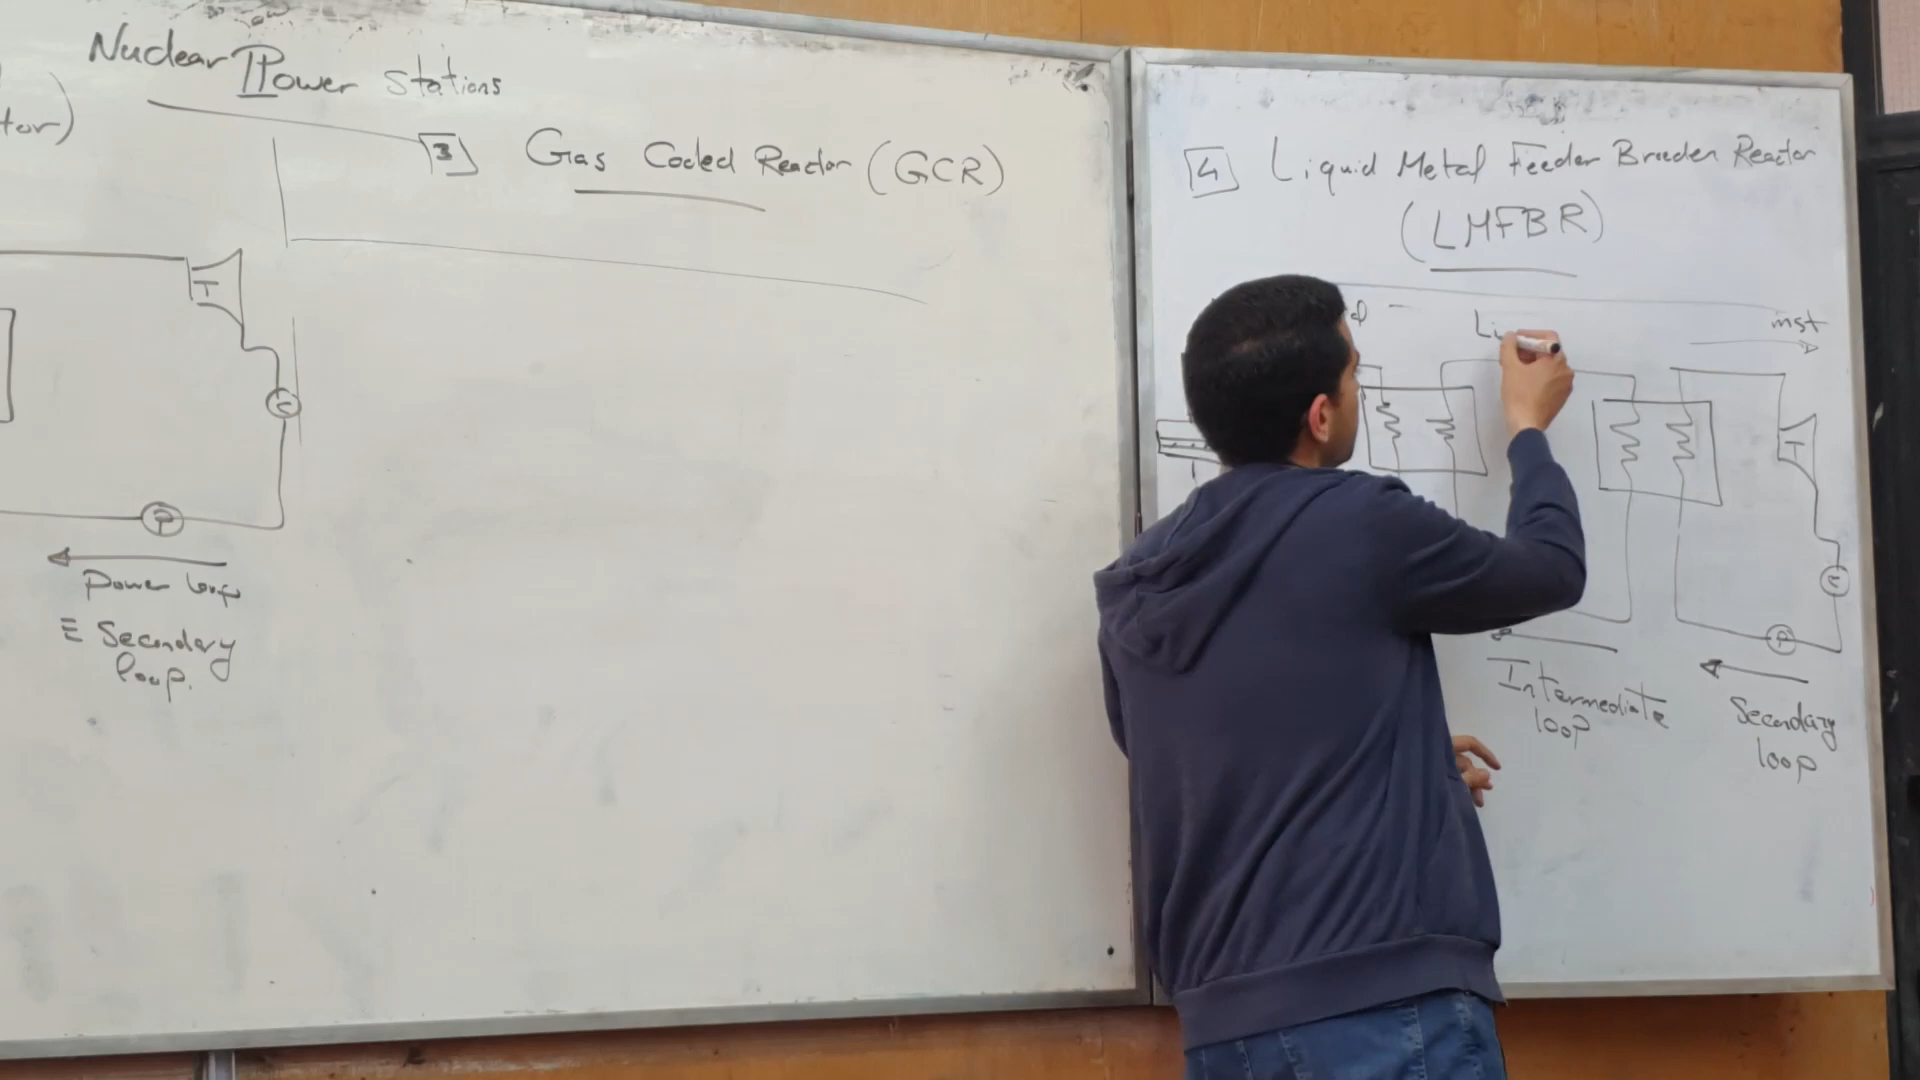 Nuclear Power Stations
tor)
3 Gas Cooled Reactor (GCR)
T
C
P
Power loop
≡ Secondary
loop.
4 Liquid Metal Feeder Breeder Reactor
(LMFBR)
Li
mst
T
C
P
Intermediate
loop
Secondary
loop